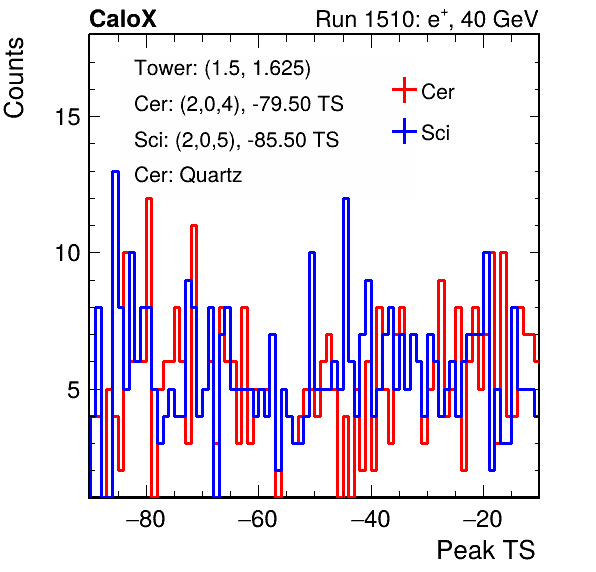 CaloX Run 1510: e⁺, 40 GeV
Counts
Tower: (1.5, 1.625)
Cer: (2,0,4), -79.50 TS
Sci: (2,0,5), -85.50 TS
Cer: Quartz
Cer
Sci
15
10
5
−80 −60 −40 −20
Peak TS